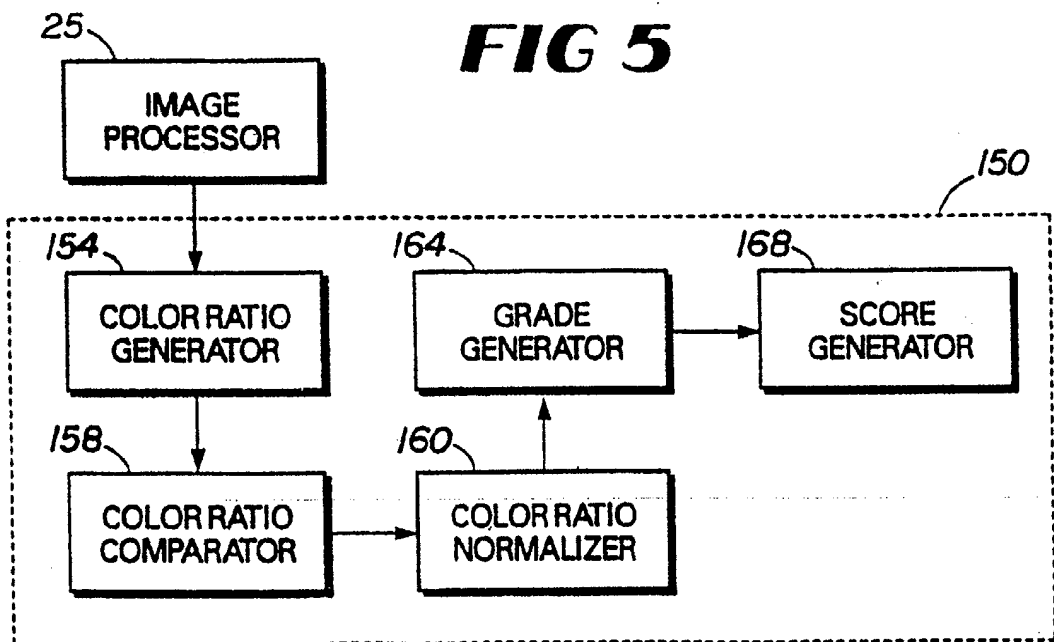 FIG 5
25
IMAGE
PROCESSOR
150
154
COLOR RATIO
GENERATOR
164
GRADE
GENERATOR
168
SCORE
GENERATOR
158
COLOR RATIO
COMPARATOR
160
COLOR RATIO
NORMALIZER